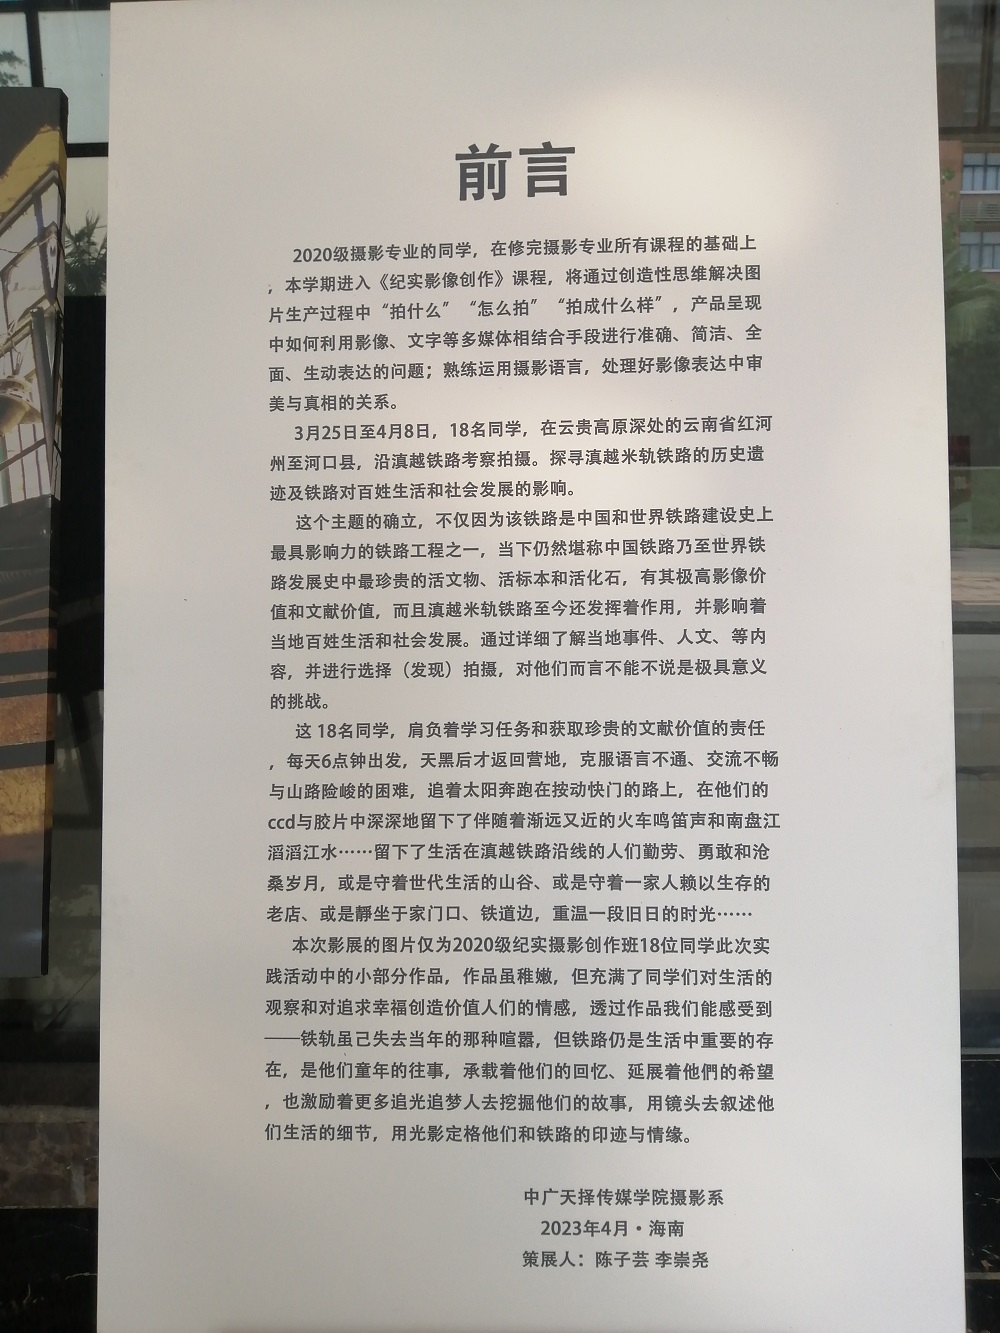 前言
2020级摄影专业的同学，在修完摄影专业所有课程的基础上
，本学期进入《纪实影像创作》课程，将通过创造性思维解决图
片生产过程中“拍什么”“怎么拍”“拍成什么样”，产品呈现
中如何利用影像、文字等多媒体相结合手段进行准确、简洁、全
面、生动表达的问题；熟练运用摄影语言，处理好影像表达中审
美与真相的关系。
3月25日至4月8日，18名同学，在云贵高原深处的云南省红河
州至河口县，沿滇越铁路考察拍摄。探寻滇越米轨铁路的历史遗
迹及铁路对百姓生活和社会发展的影响。
这个主题的确立，不仅因为该铁路是中国和世界铁路建设史上
最具影响力的铁路工程之一，当下仍然堪称中国铁路乃至世界铁
路发展史中最珍贵的活文物、活标本和活化石，有其极高影像价
值和文献价值，而且滇越米轨铁路至今还发挥着作用，并影响着
当地百姓生活和社会发展。通过详细了解当地事件、人文、等内
容，并进行选择（发现）拍摄，对他们而言不能不说是极具意义
的挑战。
这 18名同学，肩负着学习任务和获取珍贵的文献价值的责任
，每天6点钟出发，天黑后才返回营地，克服语言不通、交流不畅
与山路险峻的困难，追着太阳奔跑在按动快门的路上，在他们的
ccd与胶片中深深地留下了伴随着渐远又近的火车鸣笛声和南盘江
滔滔江水……留下了生活在滇越铁路沿线的人们勤劳、勇敢和沧
桑岁月，或是守着世代生活的山谷、或是守着一家人赖以生存的
老店、或是靜坐于家门口、铁道边，重温一段旧日的时光……
本次影展的图片仅为2020级纪实摄影创作班18位同学此次实
践活动中的小部分作品，作品虽稚嫩，但充满了同学们对生活的
观察和对追求幸福创造价值人们的情感，透过作品我们能感受到
——铁轨虽己失去当年的那种喧嚣，但铁路仍是生活中重要的存
在，是他们童年的往事，承载着他们的回忆、延展着他們的希望
，也激励着更多追光追梦人去挖掘他们的故事，用镜头去叙述他
们生活的细节，用光影定格他们和铁路的印迹与情缘。
中广天择传媒学院摄影系
2023年4月·海南
策展人：陈子芸 李崇尧